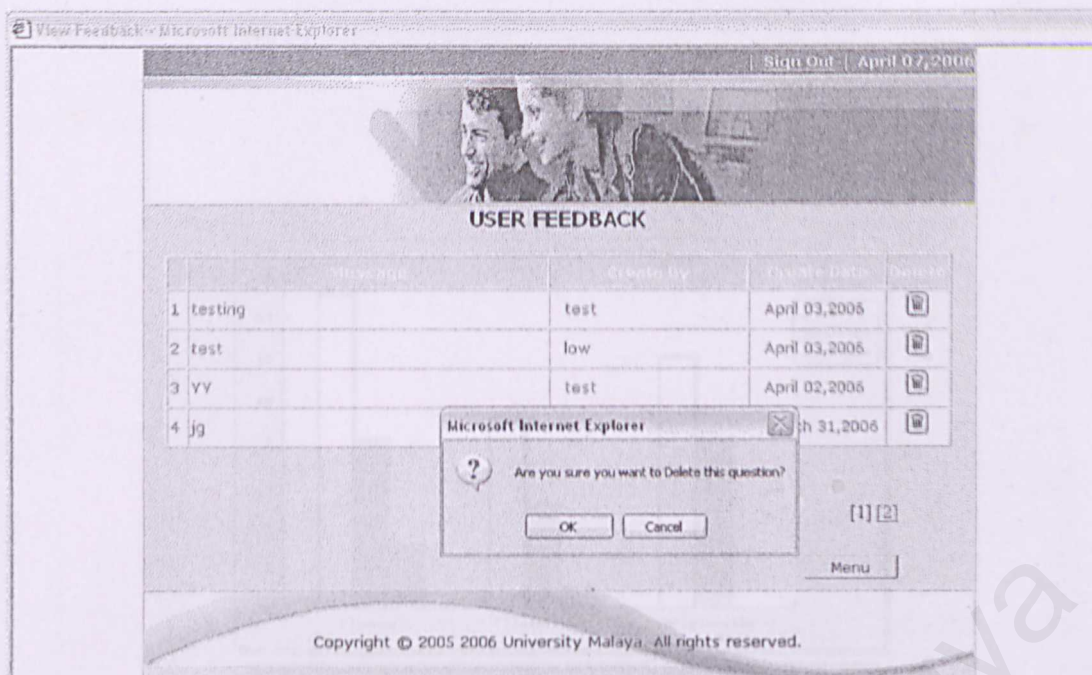 View Feedback - Microsoft Internet Explorer
| Sign Out | April 07,2006
USER FEEDBACK
Message Create By Create Date Delete
1 testing test April 03,2006
2 test low April 03,2006
3 YY test April 02,2006
4 jg ch 31,2006
Microsoft Internet Explorer
Are you sure you want to Delete this question?
OK Cancel
[1] [2]
Menu
Copyright © 2005 2006 University Malaya. All rights reserved.